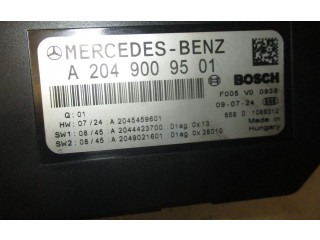 MERCEDES-BENZ
A 204 900 95 01
BOSCH
F005 V0 0938
09-07-24
Q: 01
HW: 07/24 : A 2045459601
SW1: 08/45 : A 2044423700 Diag 0x13
SW2: 08/45 : A 2049021601 Diag 0x26010
Made in
Hungary